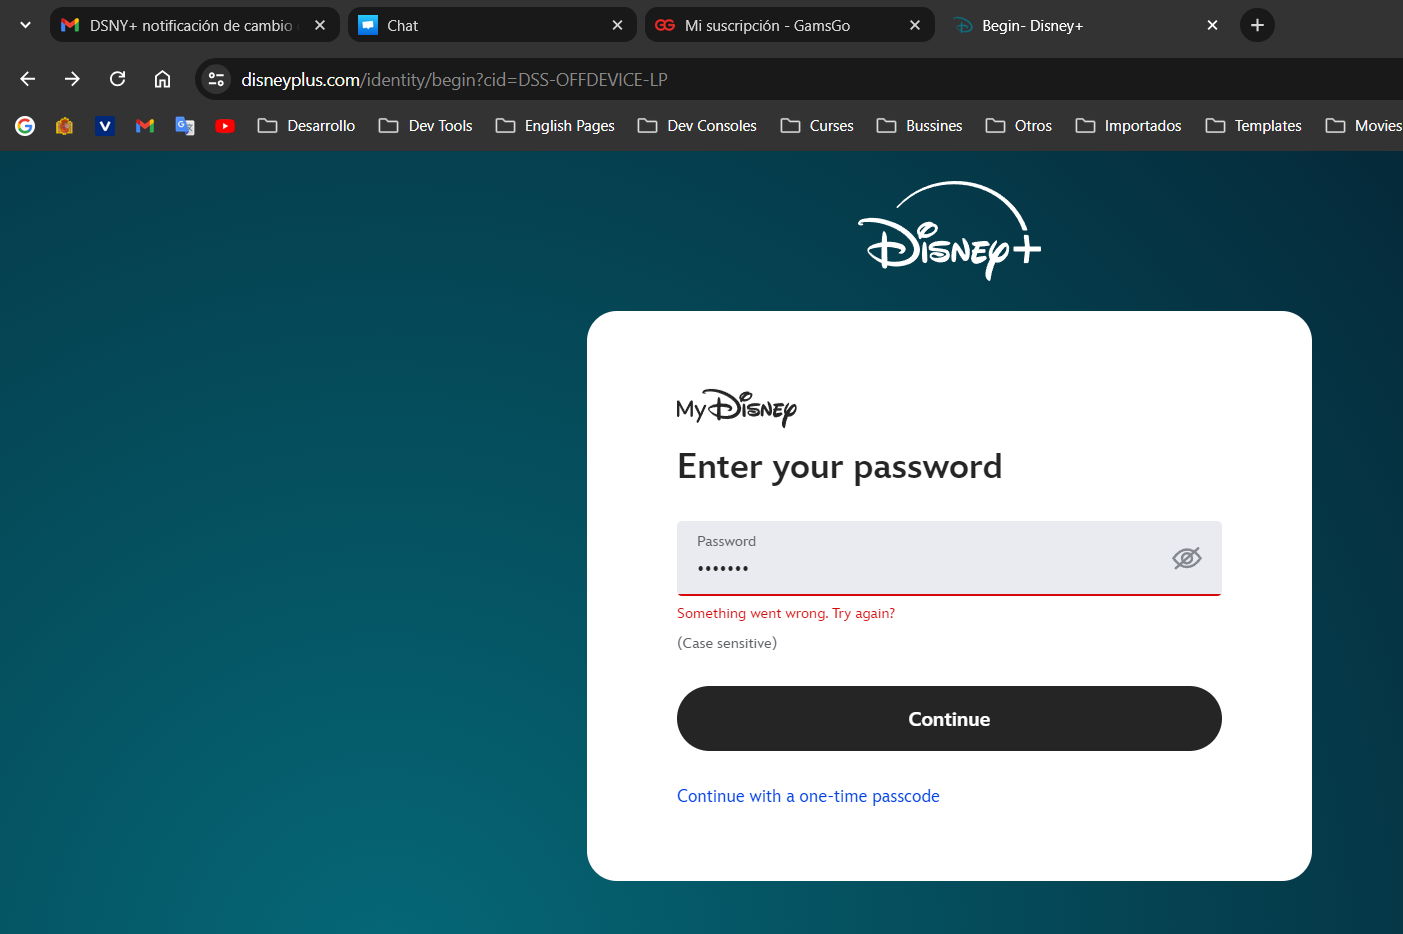 DSNY+ notificación de cambio
Chat
GG Mi suscripción - GamsGo
Begin- Disney+
disneyplus.com/identity/begin?cid=DSS-OFFDEVICE-LP
Desarrollo Dev Tools English Pages Dev Consoles Curses Bussines Otros Importados Templates Movies
Disney+
My Disney
Enter your password
Password
•••••••
Something went wrong. Try again?
(Case sensitive)
Continue
Continue with a one-time passcode